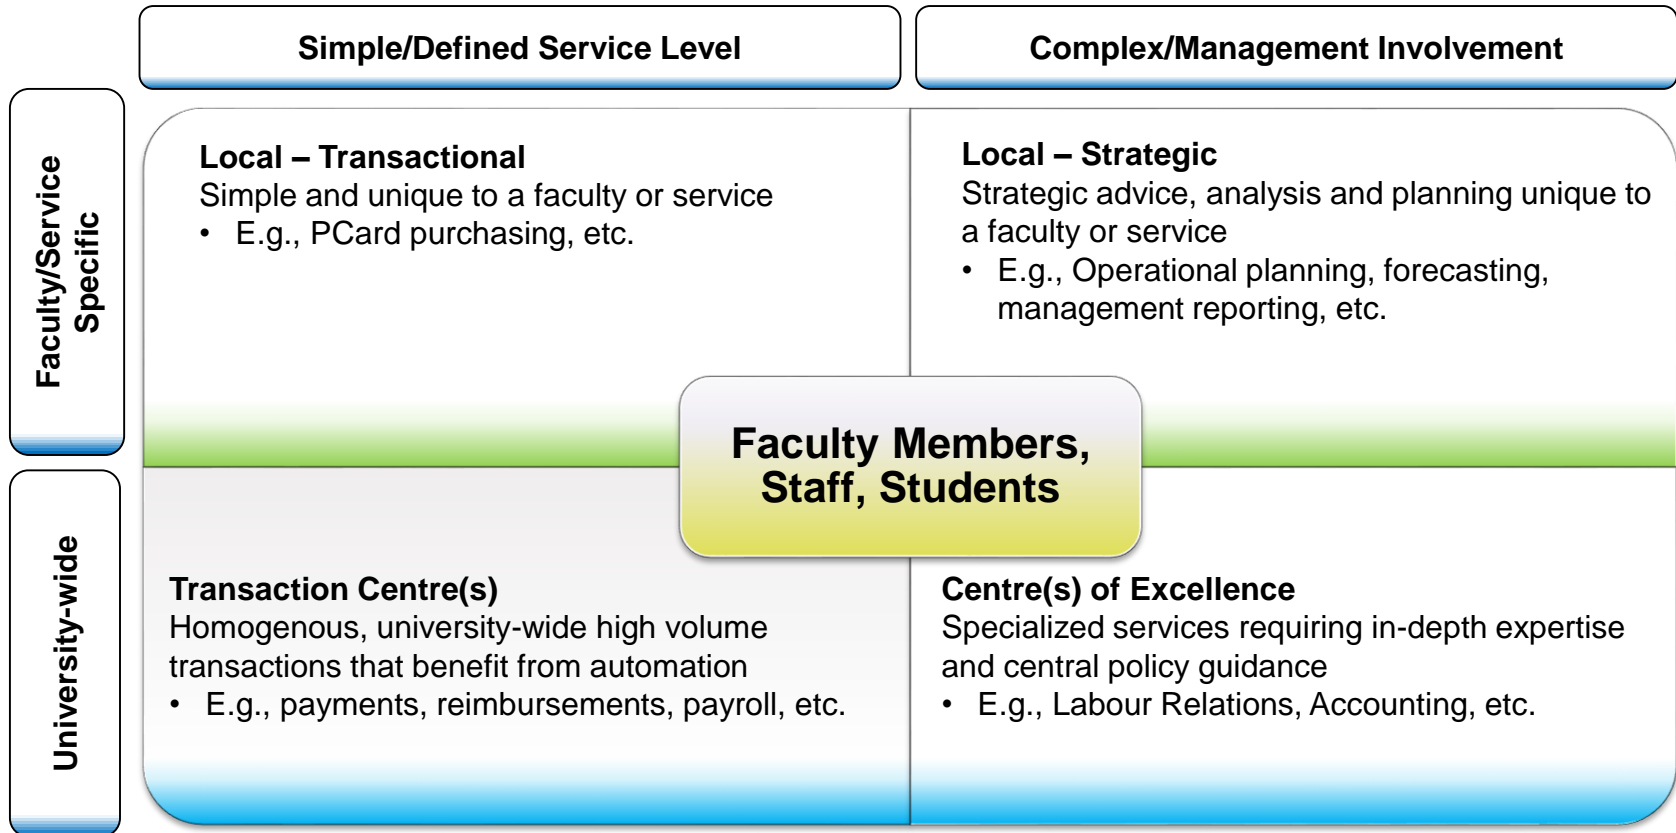 Simple/Defined Service Level
Complex/Management Involvement
Faculty/Service
Specific
Local – Transactional
Simple and unique to a faculty or service
• E.g., PCard purchasing, etc.
Local – Strategic
Strategic advice, analysis and planning unique to
a faculty or service
• E.g., Operational planning, forecasting,
management reporting, etc.
Faculty Members,
Staff, Students
University-wide
Transaction Centre(s)
Homogenous, university-wide high volume
transactions that benefit from automation
• E.g., payments, reimbursements, payroll, etc.
Centre(s) of Excellence
Specialized services requiring in-depth expertise
and central policy guidance
• E.g., Labour Relations, Accounting, etc.